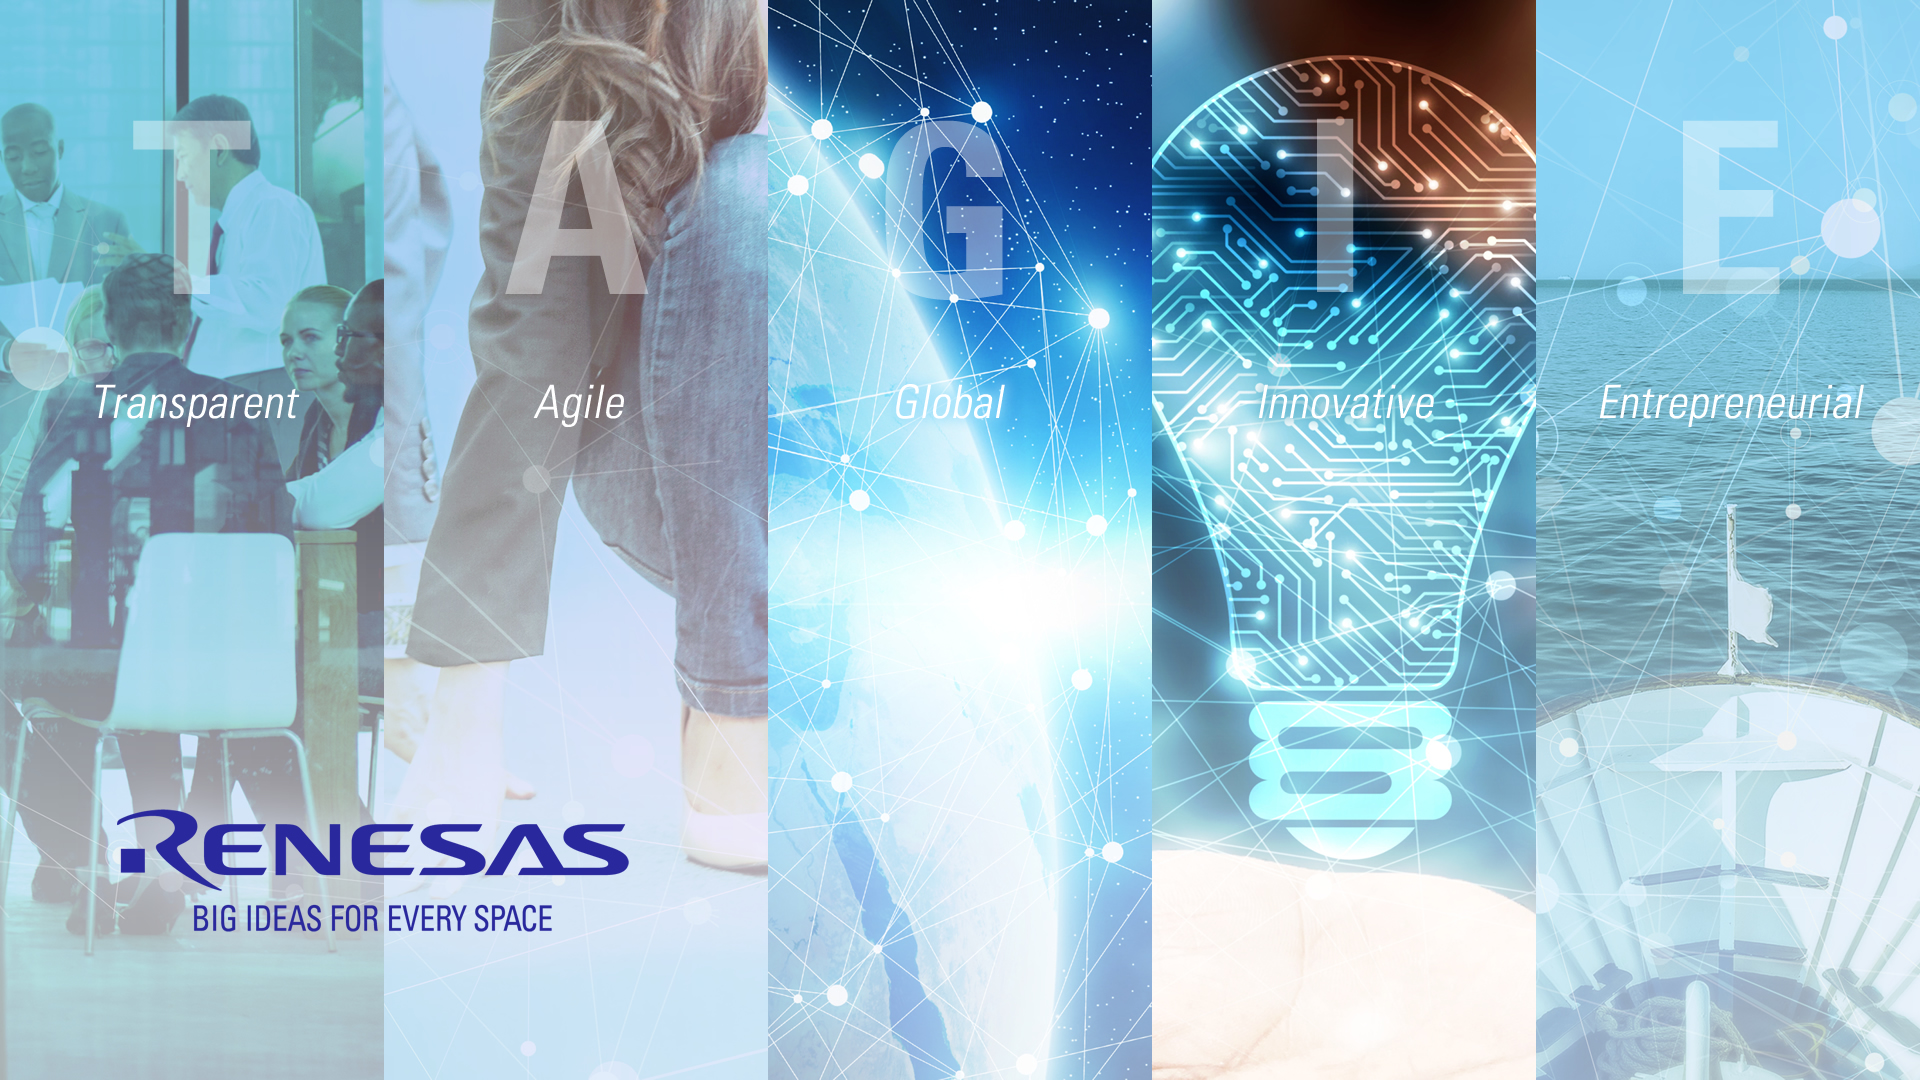 T A G I E
Transparent Agile Global Innovative Entrepreneurial
RENESAS
BIG IDEAS FOR EVERY SPACE